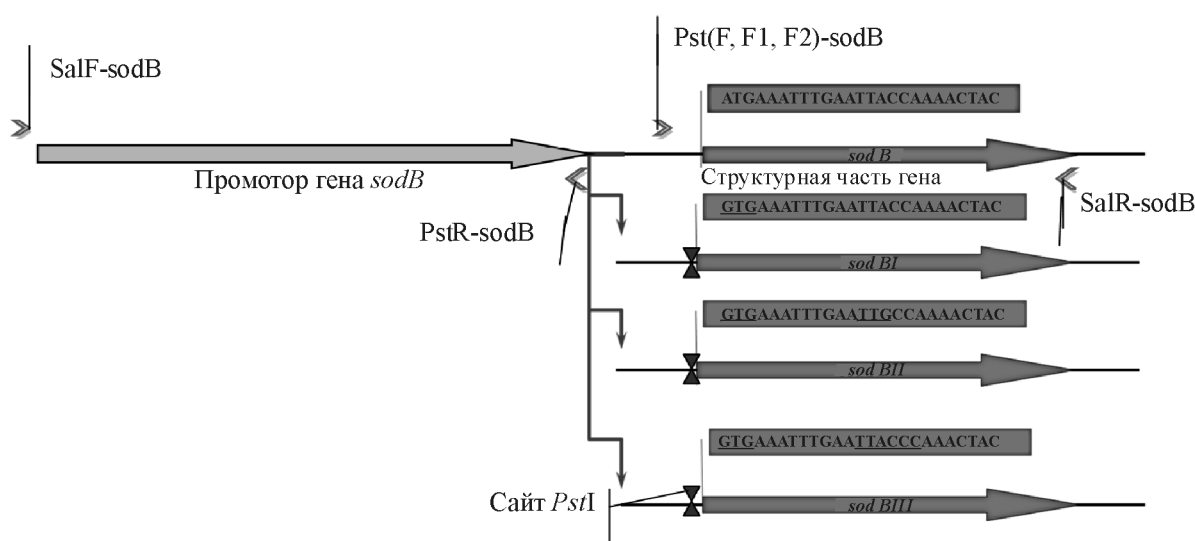 SalF-sodB
Pst(F, F1, F2)-sodB
ATGAAATTTGAATTACCAAAACTAC
sod B
Промотор гена sodB
Структурная часть гена
PstR-sodB
SalR-sodB
GTGAAATTTGAATTACCAAAACTAC
sod BI
GTGAAATTTGAATTGCCAAAACTAC
sod BII
GTGAAATTTGAATTACCCAAACTAC
Сайт PstI
sod BIII